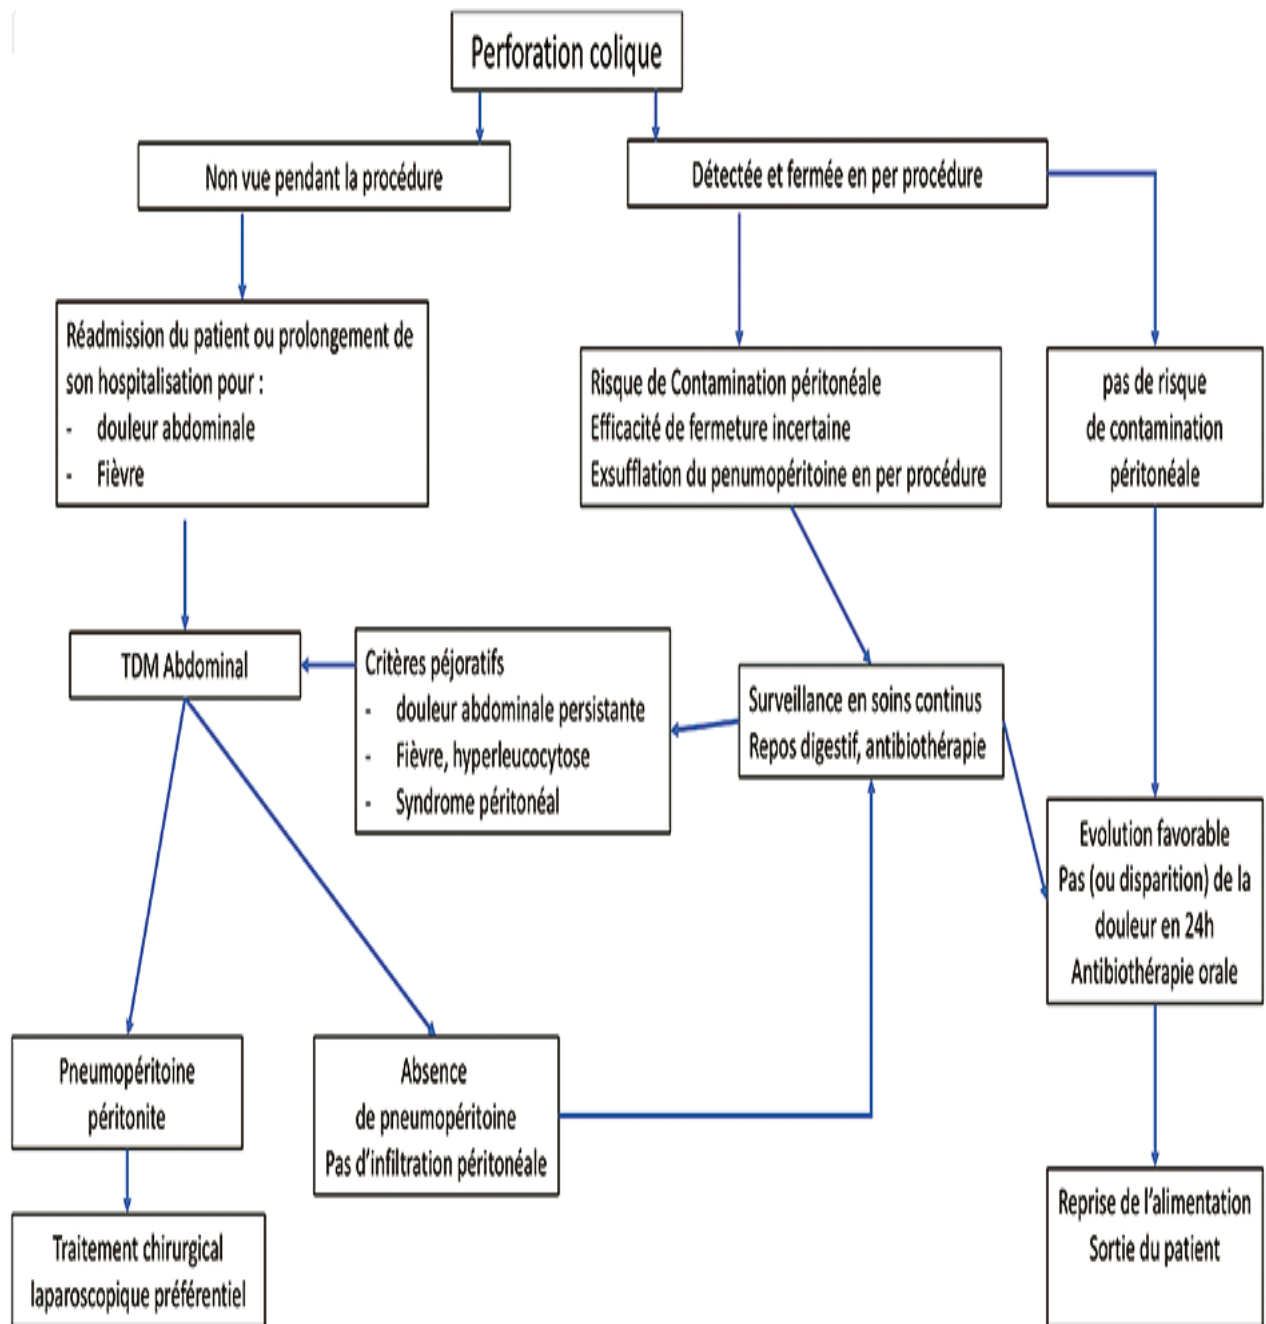 Perforation colique
Non vue pendant la procédure
Détectée et fermée en per procédure
Réadmission du patient ou prolongement de
son hospitalisation pour :
- douleur abdominale
- Fièvre
Risque de Contamination péritonéale
Efficacité de fermeture incertaine
Exsufflation du penumopéritoine en per procédure
pas de risque
de contamination
péritonéale
TDM Abdominal
Critères péjoratifs
- douleur abdominale persistante
- Fièvre, hyperleucocytose
- Syndrome péritonéal
Surveillance en soins continus
Repos digestif, antibiothérapie
Evolution favorable
Pas (ou disparition) de la
douleur en 24h
Antibiothérapie orale
Pneumopéritoine
péritonite
Absence
de pneumopéritoine
Pas d'infiltration péritonéale
Traitement chirurgical
laparoscopique préférentiel
Reprise de l'alimentation
Sortie du patient